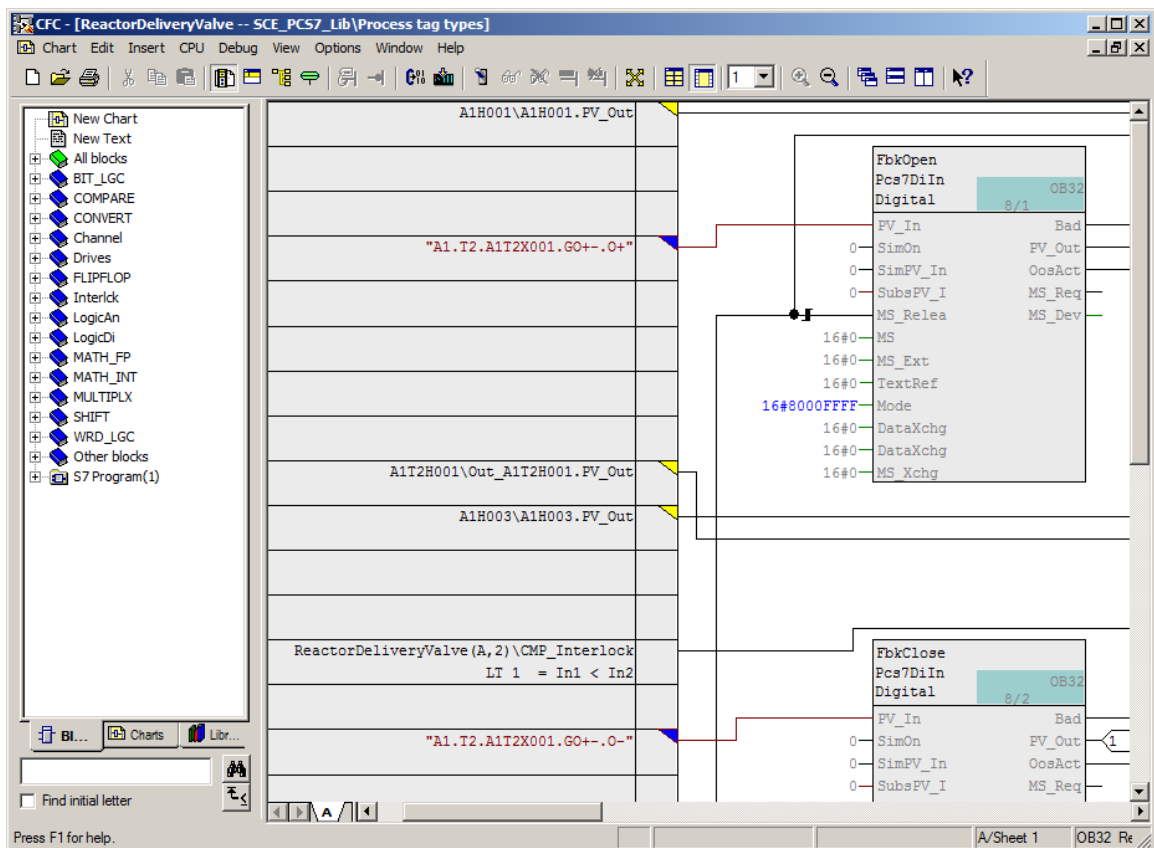 CFC - [ReactorDeliveryValve -- SCE_PCS7_Lib\Process tag types]
Chart Edit Insert CPU Debug View Options Window Help
1
New Chart
New Text
All blocks
BIT_LGC
COMPARE
CONVERT
Channel
Drives
FLIPFLOP
Interlck
LogicAn
LogicDi
MATH_FP
MATH_INT
MULTIPLX
SHIFT
WRD_LGC
Other blocks
S7 Program(1)
Bl... Charts Libr...
Find initial letter
A1H001\A1H001.PV_Out
"A1.T2.A1T2X001.GO+-.O+"
A1T2H001\Out_A1T2H001.PV_Out
A1H003\A1H003.PV_Out
ReactorDeliveryValve(A,2)\CMP_Interlock
LT 1 = In1 < In2
"A1.T2.A1T2X001.GO+-.O-"
FbkOpen
Pcs7DiIn
Digital
OB32
8/1
PV_In Bad
0 SimOn PV_Out
0 SimPV_In OosAct
0 SubsPV_I MS_Req
MS_Relea MS_Dev
16#0 MS
16#0 MS_Ext
16#0 TextRef
16#8000FFFF Mode
16#0 DataXchg
16#0 DataXchg
16#0 MS_Xchg
FbkClose
Pcs7DiIn
Digital
OB32
8/2
PV_In Bad
0 SimOn PV_Out 1
0 SimPV_In OosAct
0 SubsPV_I MS_Req
A
Press F1 for help.
A/Sheet 1
OB32 Re